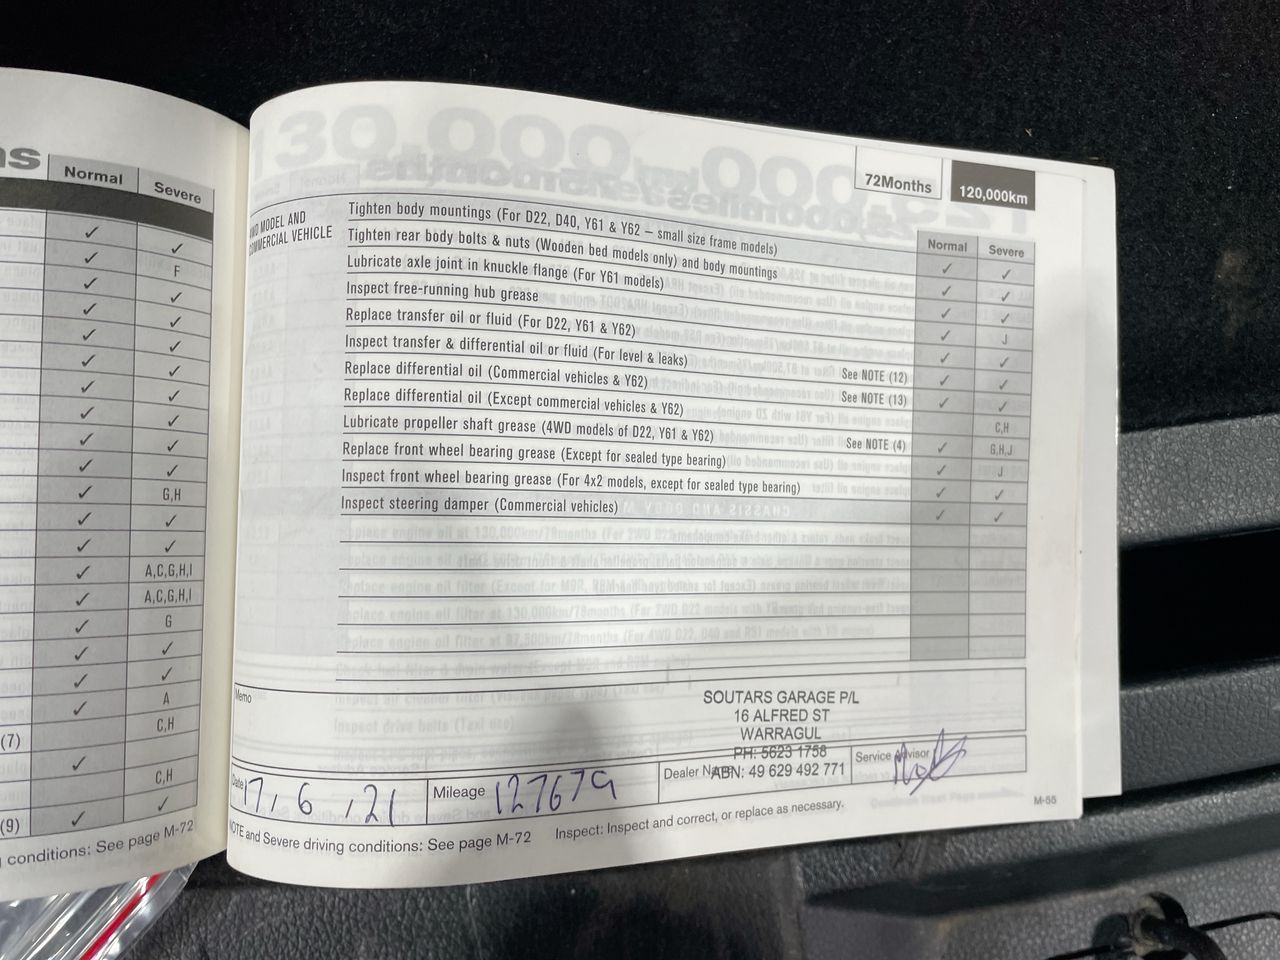 ns
Normal
Severe
✓ ✓
✓ F
✓ ✓
✓ ✓
✓ ✓
✓ ✓
✓ ✓
✓ ✓
✓ ✓
✓ G,H
✓ ✓
✓ ✓
✓ A,C,G,H,I
✓ A,C,G,H,I
✓ G
✓ ✓
✓ ✓
✓ A
C,H
(7) ✓
C,H
(9) ✓ ✓
conditions: See page M-72
72Months
120,000km
Normal
Severe
MODEL AND
COMMERCIAL VEHICLE
Tighten body mountings (For D22, D40, Y61 & Y62 – small size frame models) ✓ ✓
Tighten rear body bolts & nuts (Wooden bed models only) and body mountings ✓ ✓
Lubricate axle joint in knuckle flange (For Y61 models) ✓ ✓
Inspect free-running hub grease ✓ J
Replace transfer oil or fluid (For D22, Y61 & Y62) ✓ ✓
Inspect transfer & differential oil or fluid (For level & leaks) See NOTE (12) ✓ ✓
Replace differential oil (Commercial vehicles & Y62) See NOTE (13) ✓ ✓
Replace differential oil (Except commercial vehicles & Y62) C,H
Lubricate propeller shaft grease (4WD models of D22, Y61 & Y62) See NOTE (4) ✓ G,H,J
Replace front wheel bearing grease (Except for sealed type bearing) J
Inspect front wheel bearing grease (For 4x2 models, except for sealed type bearing) ✓ ✓
Inspect steering damper (Commercial vehicles) ✓ ✓
Memo
SOUTARS GARAGE P/L
16 ALFRED ST
WARRAGUL
PH: 5623 1758
ABN: 49 629 492 771
Date 17, 6, 21
Mileage 127679
Dealer Name
Service Advisor
NOTE and Severe driving conditions: See page M-72
Inspect: Inspect and correct, or replace as necessary.
M-55